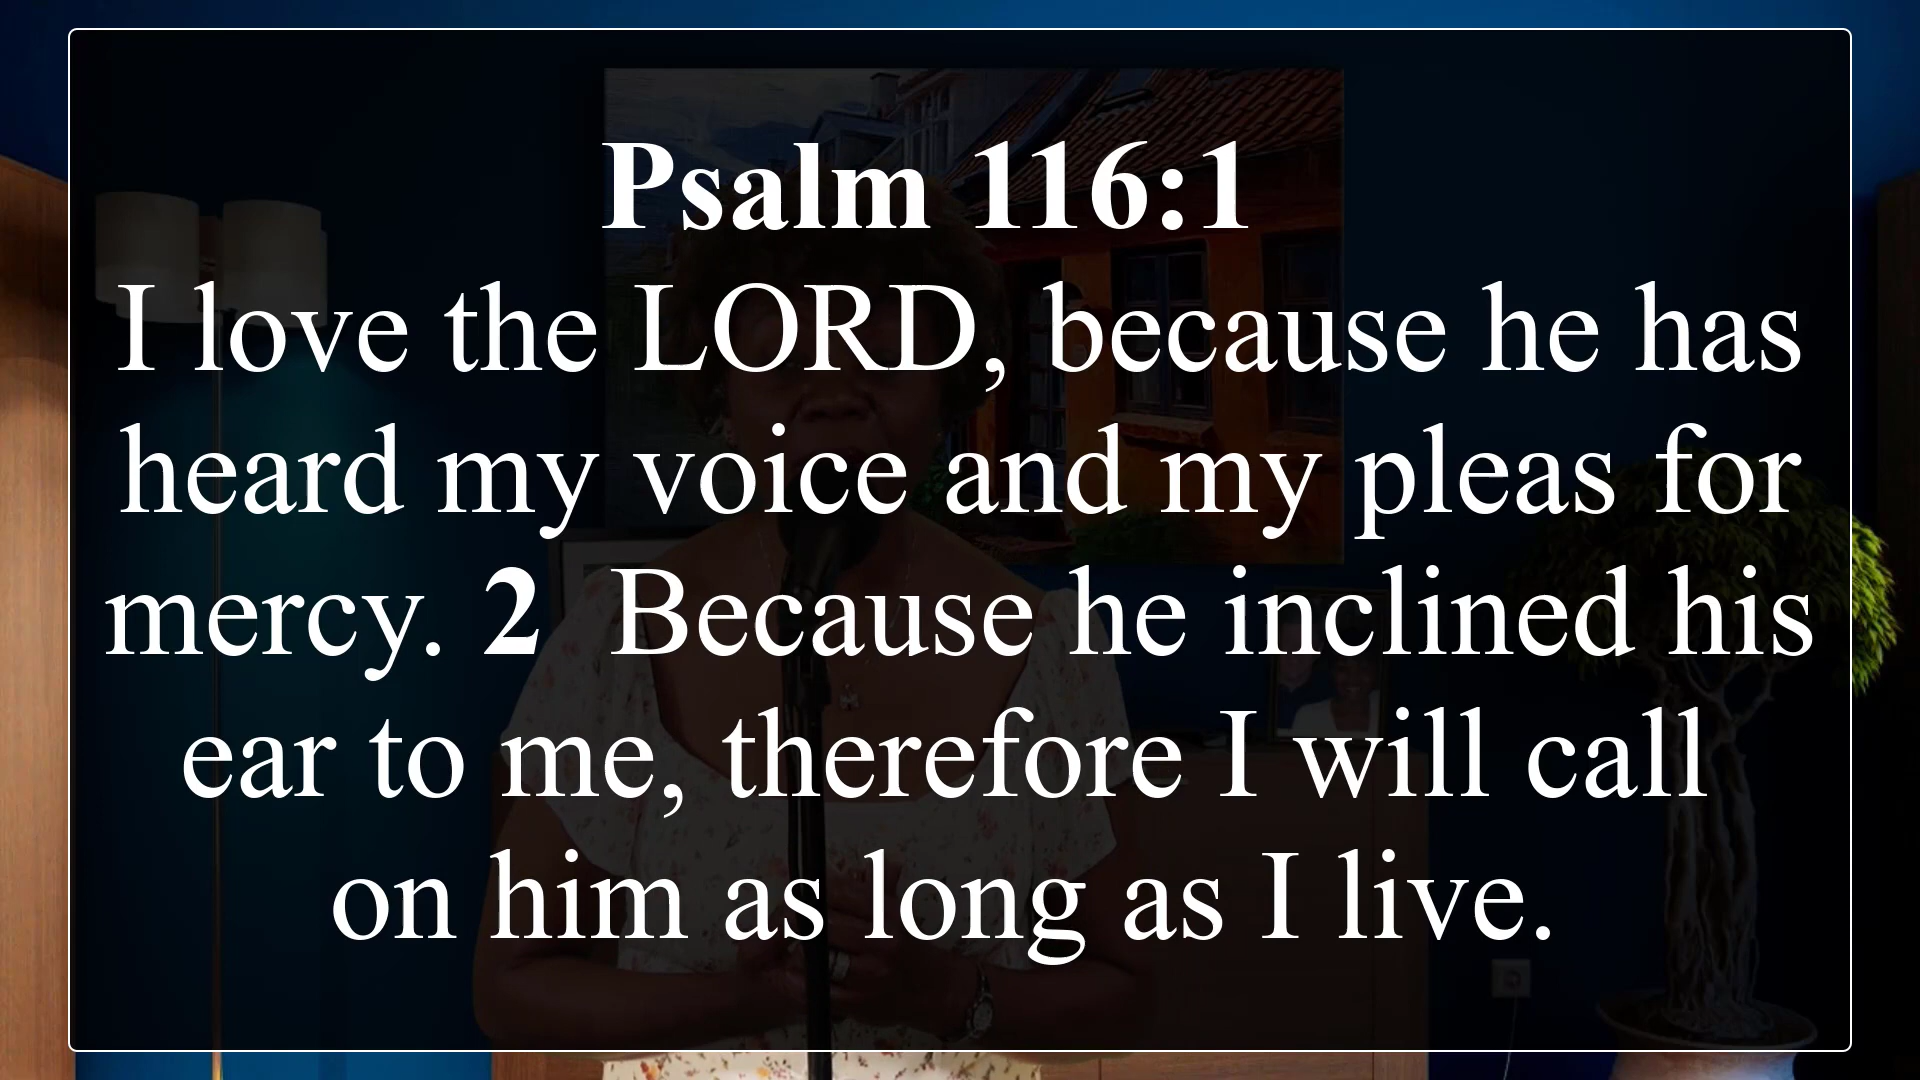 Psalm 116:1
I love the LORD, because he has
heard my voice and my pleas for
mercy. 2 Because he inclined his
ear to me, therefore I will call
on him as long as I live.